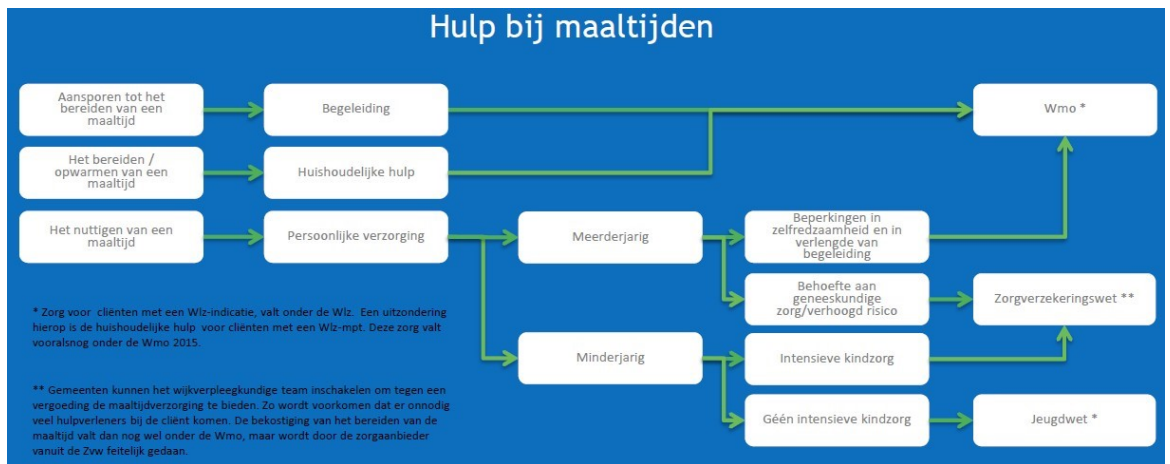 Hulp bij maaltijden
Aansporen tot het
bereiden van een
maaltijd
Begeleiding
Wmo *
Het bereiden /
opwarmen van een
maaltijd
Huishoudelijke hulp
Het nuttigen van een
maaltijd
Persoonlijke verzorging
Meerderjarig
Beperkingen in
zelfredzaamheid en in
verlengde van
begeleiding
Behoefte aan
geneeskundige
zorg/verhoogd risico
Zorgverzekeringswet **
Minderjarig
Intensieve kindzorg
Géén intensieve kindzorg
Jeugdwet *
* Zorg voor cliënten met een Wlz-indicatie, valt onder de Wlz. Een uitzondering
hierop is de huishoudelijke hulp voor cliënten met een Wlz-mpt. Deze zorg valt
vooralsnog onder de Wmo 2015.
** Gemeenten kunnen het wijkverpleegkundige team inschakelen om tegen een
vergoeding de maaltijdverzorging te bieden. Zo wordt voorkomen dat er onnodig
veel hulpverleners bij de cliënt komen. De bekostiging van het bereiden van de
maaltijd valt dan nog wel onder de Wmo, maar wordt door de zorgaanbieder
vanuit de Zvw feitelijk gedaan.